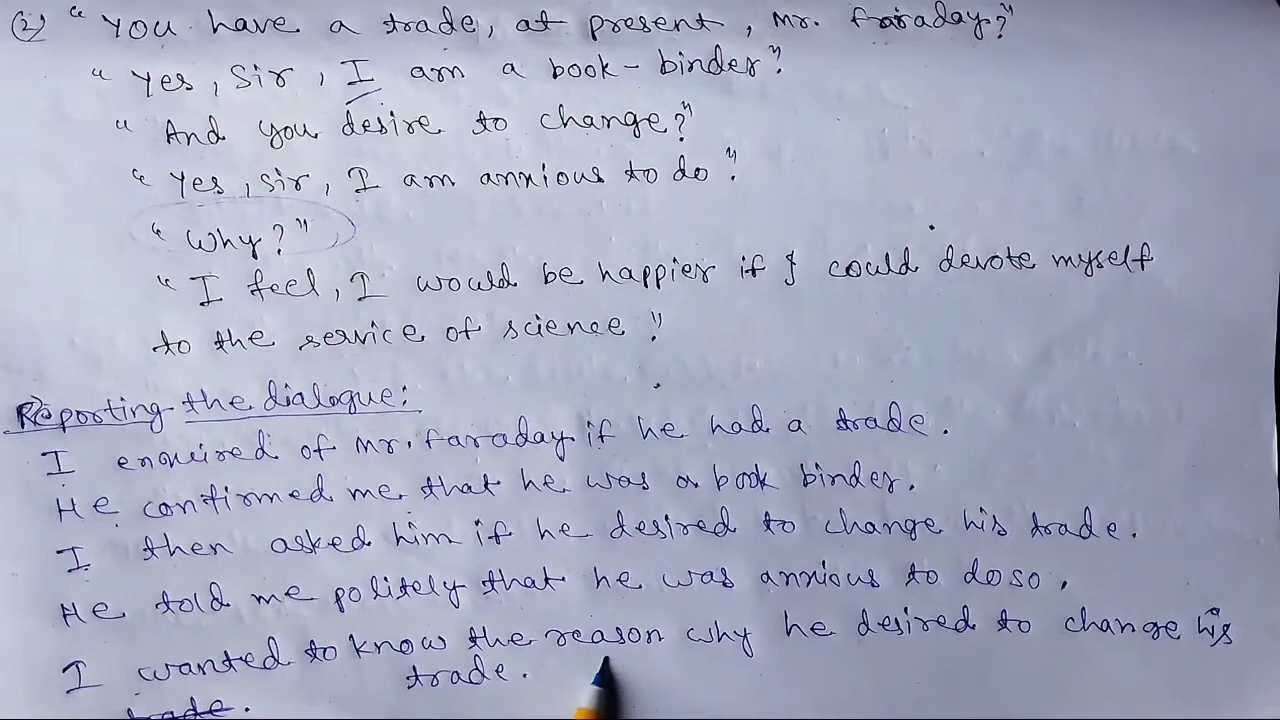 (2) "You have a trade, at present, Mr. Faraday?"
"Yes, Sir, I am a book-binder."
"And you desire to change?"
"Yes, Sir, I am anxious to do."
"Why?"
"I feel, I would be happier if I could devote myself
to the service of science."
Reporting the dialogue:
I enquired of Mr. Faraday if he had a trade.
He confirmed me that he was a book binder.
I then asked him if he desired to change his trade.
He told me politely that he was anxious to do so.
I wanted to know the reason why he desired to change his
trade.
trade.